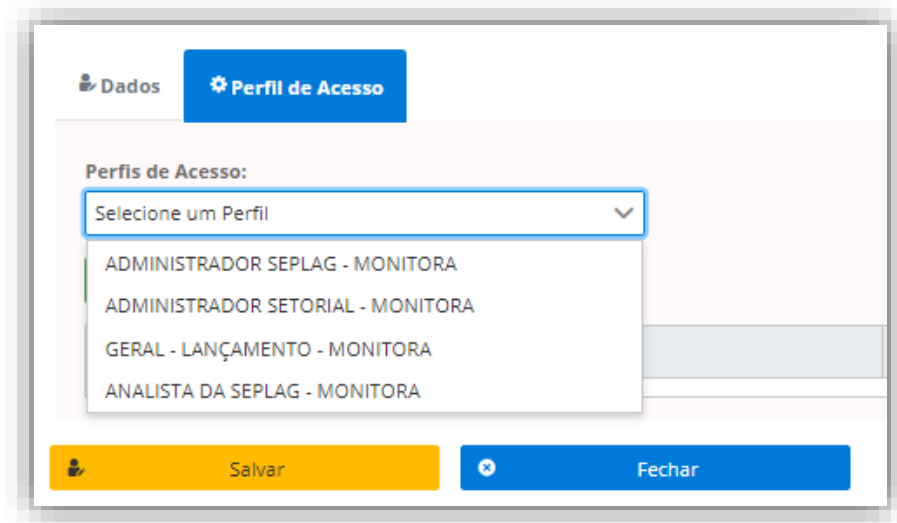 Dados
Perfil de Acesso
Perfis de Acesso:
Selecione um Perfil
ADMINISTRADOR SEPLAG - MONITORA
ADMINISTRADOR SETORIAL - MONITORA
GERAL - LANÇAMENTO - MONITORA
ANALISTA DA SEPLAG - MONITORA
Salvar
Fechar